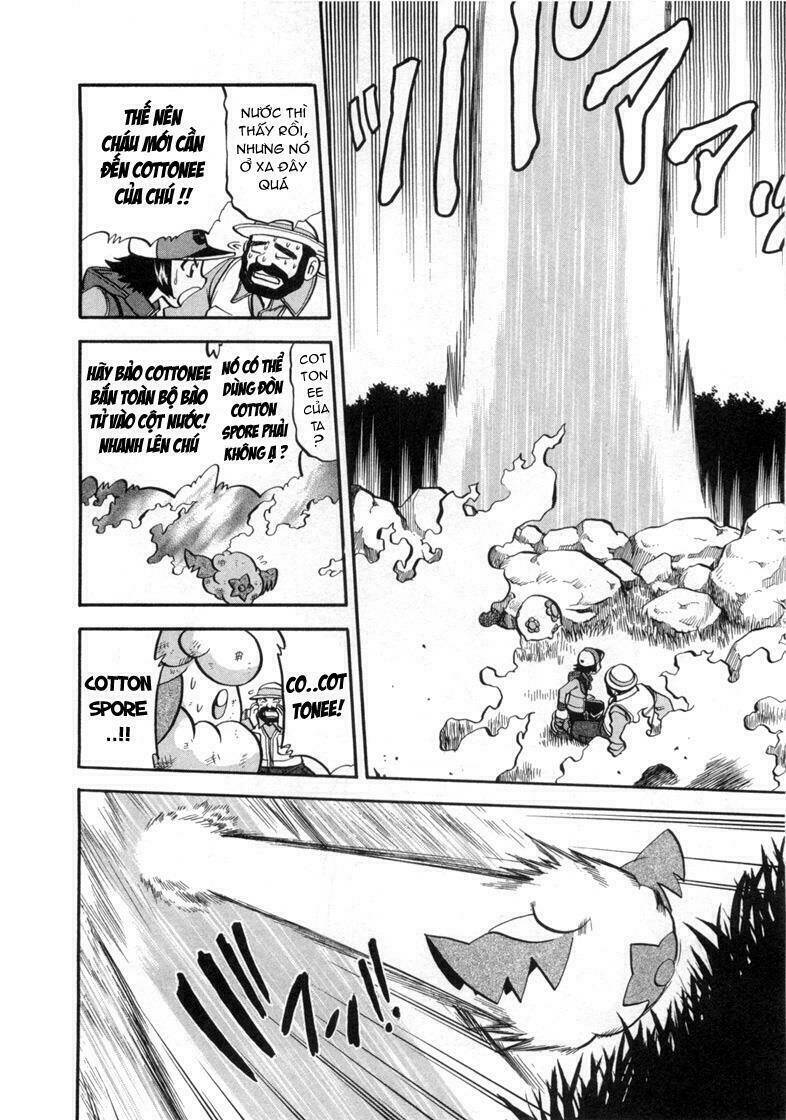 NƯỚC THÌ
THẤY RỒI,
NHƯNG NÓ
Ở XA ĐÂY
QUÁ
THẾ NÊN
CHÁU MỚI CẦN
ĐẾN COTTONEE
CỦA CHÚ !!
COT
TON
EE
CỦA
TA ?
NÓ CÓ THỂ
DÙNG ĐÒN
COTTON
SPORE PHẢI
KHÔNG Ạ ?
HÃY BẢO COTTONEE
BẮN TOÀN BỘ BÀO
TỬ VÀO CỘT NƯỚC!
NHANH LÊN CHÚ
CO..COT
TONEE!
COTTON
SPORE
..!!